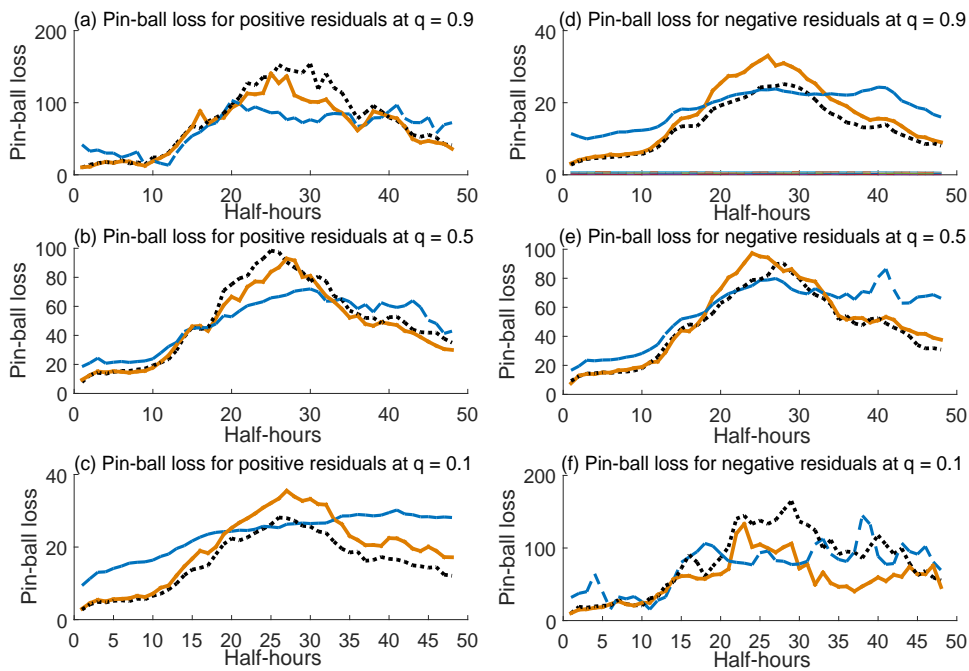 (a) Pin-ball loss for positive residuals at q = 0.9
Pin-ball loss
200
100
0
0 10 20 30 40 50
Half-hours
(d) Pin-ball loss for negative residuals at q = 0.9
Pin-ball loss
40
20
0
0 10 20 30 40 50
Half-hours
(b) Pin-ball loss for positive residuals at q = 0.5
Pin-ball loss
100
80
60
40
20
0
0 10 20 30 40 50
Half-hours
(e) Pin-ball loss for negative residuals at q = 0.5
Pin-ball loss
100
80
60
40
20
0
0 10 20 30 40 50
Half-hours
(c) Pin-ball loss for positive residuals at q = 0.1
Pin-ball loss
40
20
0
0 5 10 15 20 25 30 35 40 45 50
Half-hours
(f) Pin-ball loss for negative residuals at q = 0.1
Pin-ball loss
200
100
0
0 5 10 15 20 25 30 35 40 45 50
Half-hours